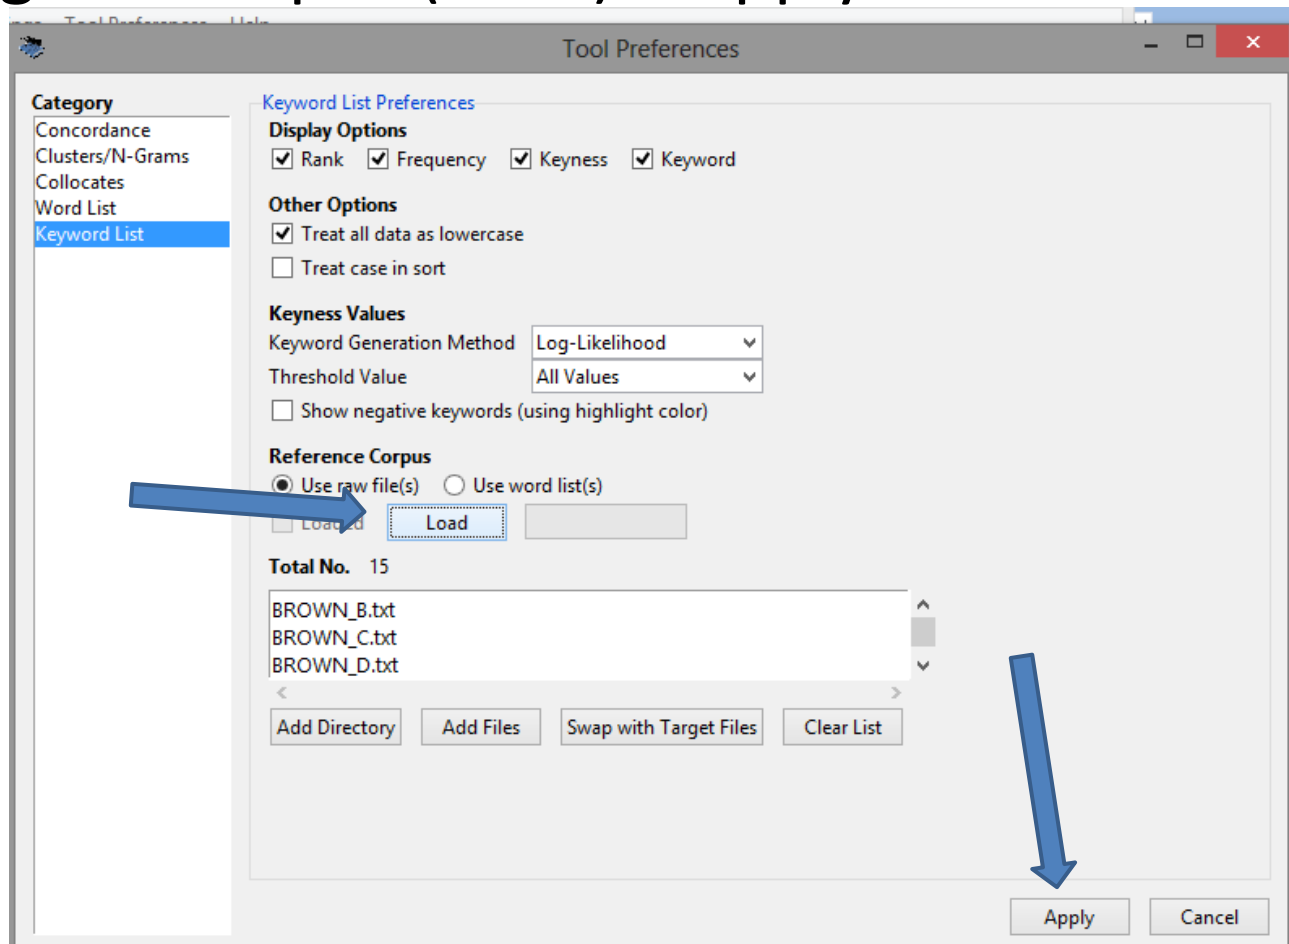 Tool Preferences Help
Tool Preferences
Category
Concordance
Clusters/N-Grams
Collocates
Word List
Keyword List
Keyword List Preferences
Display Options
Rank Frequency Keyness Keyword
Other Options
Treat all data as lowercase
Treat case in sort
Keyness Values
Keyword Generation Method Log-Likelihood
Threshold Value All Values
Show negative keywords (using highlight color)
Reference Corpus
Use raw file(s) Use word list(s)
Loaded Load
Total No. 15
BROWN_B.txt
BROWN_C.txt
BROWN_D.txt
Add Directory Add Files Swap with Target Files Clear List
Apply Cancel